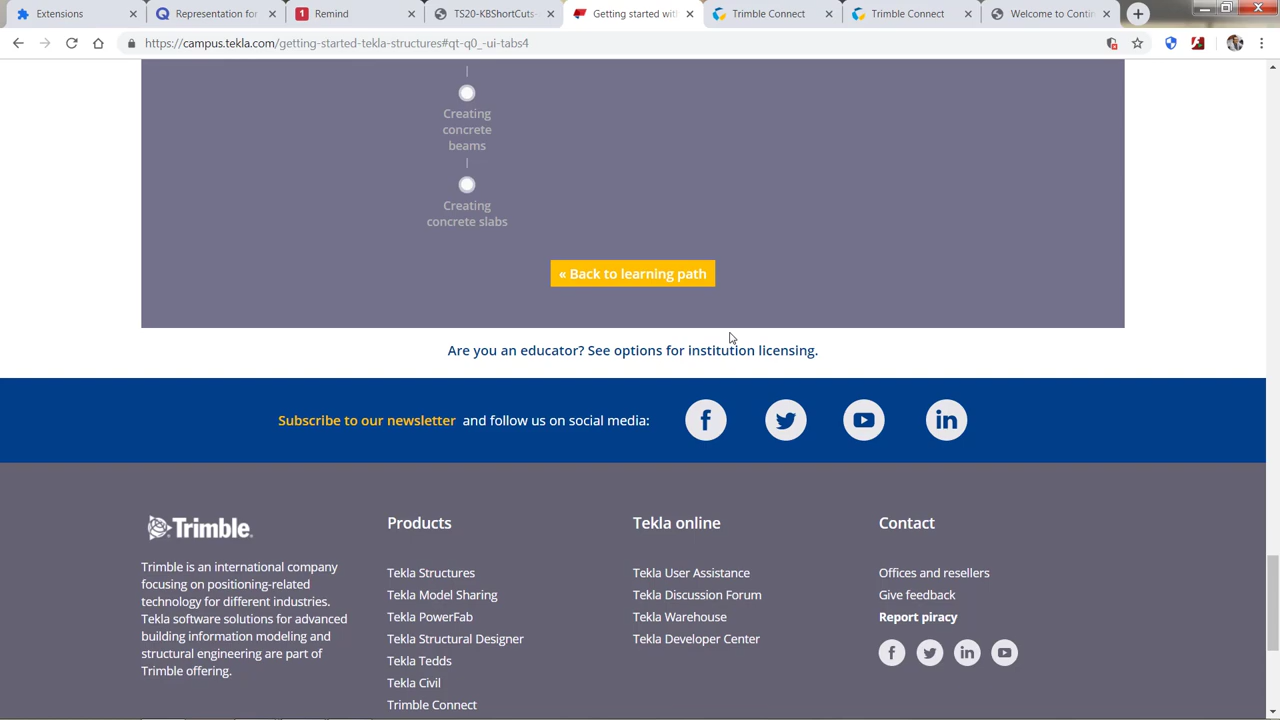 Extensions
Representation for
Remind
TS20-KBSteelCuts-
Getting started with
Trimble Connect
Trimble Connect
Welcome to Contin
https://campus.tekla.com/getting-started-tekla-structures#qt-q0_-ui-tabs4
Creating
concrete
beams
Creating
concrete slabs
« Back to learning path
Are you an educator? See options for institution licensing.
Subscribe to our newsletter and follow us on social media:
Trimble
Trimble is an international company
focusing on positioning-related
technology for different industries.
Tekla software solutions for advanced
building information modeling and
structural engineering are part of
Trimble offering.
Products
Tekla Structures
Tekla Model Sharing
Tekla PowerFab
Tekla Structural Designer
Tekla Tedds
Tekla Civil
Trimble Connect
Tekla online
Tekla User Assistance
Tekla Discussion Forum
Tekla Warehouse
Tekla Developer Center
Contact
Offices and resellers
Give feedback
Report piracy